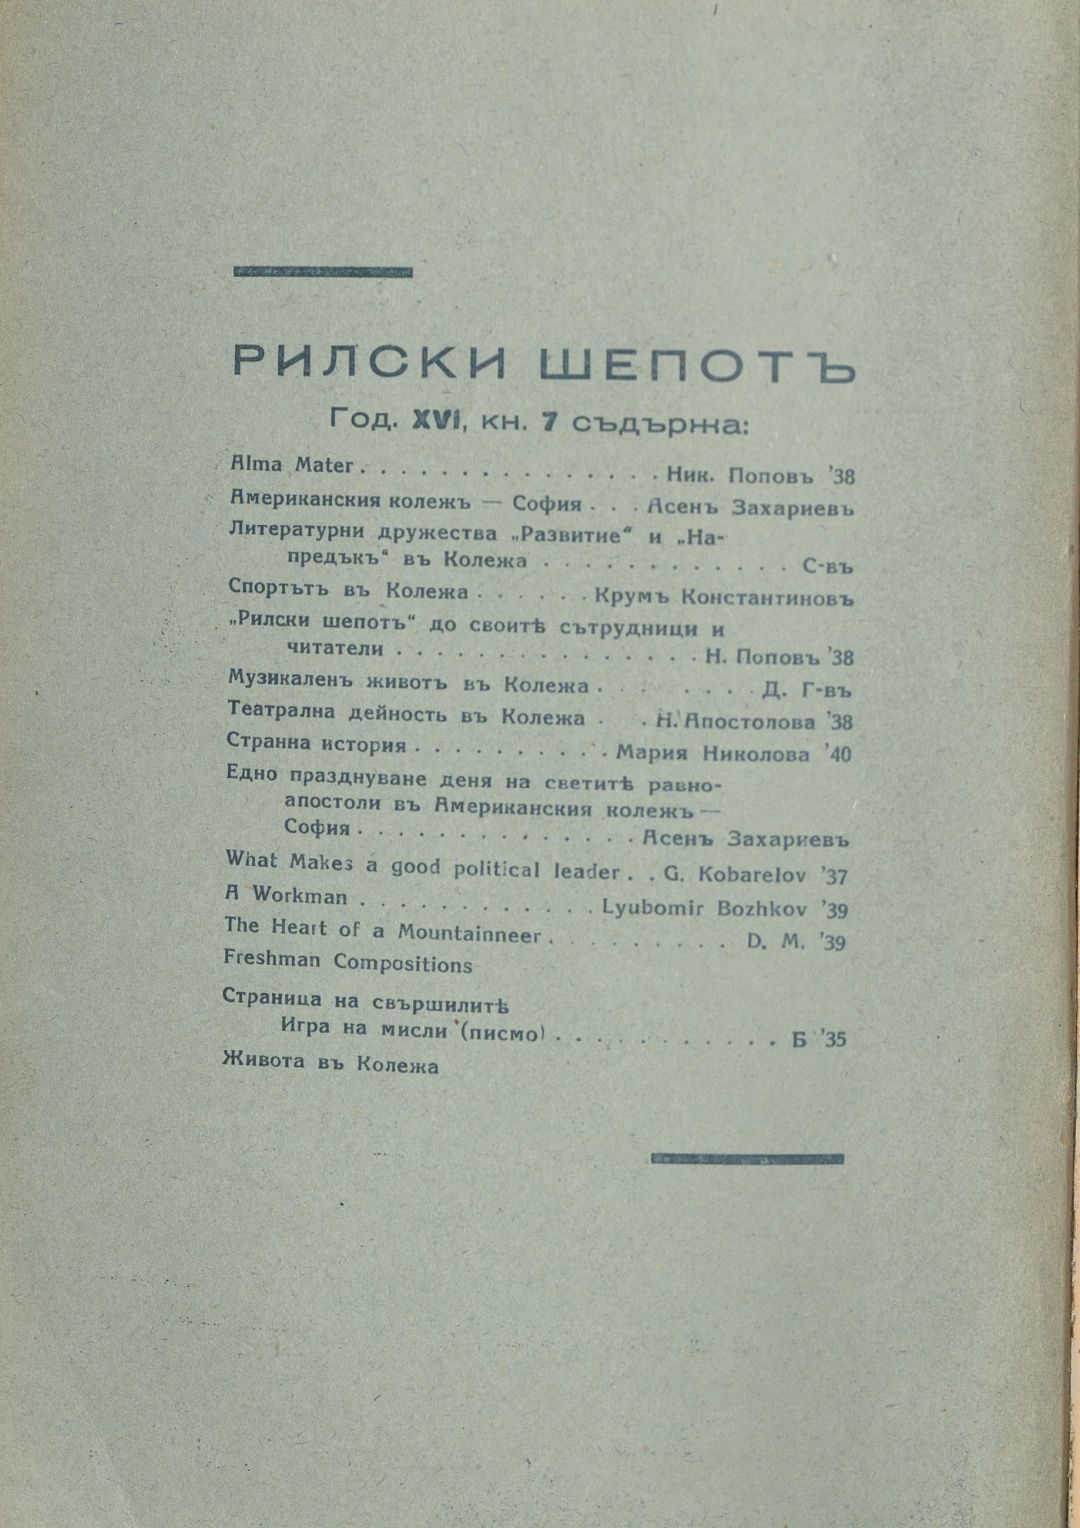 РИЛСКИ ШЕПОТЪ
Год. XVI, кн. 7 съдържа:
Alma Mater . . . . . . . . . . . . . . . Ник. Поповъ '38
Американския колежъ — София . . . Асенъ Захариевъ
Литературни дружества „Развитие“ и „На-
предъкъ“ въ Колежа . . . . . . . . . . . . С-въ
Спортътъ въ Колежа . . . . . . Крумъ Константиновъ
„Рилски шепотъ“ до своитѣ сътрудници и
читатели . . . . . . . . . . . . . . . Н. Поповъ '38
Музикаленъ животъ въ Колежа . . . . . . Д. Г-въ
Театрална дейность въ Колежа . . Н. Апостолова '38
Странна история . . . . . . . . . . Мария Николова '40
Едно празднуване деня на светитѣ равно-
апостоли въ Американския колежъ —
София . . . . . . . . . . . . . . Асенъ Захариевъ
What Makes a good political leader . . G. Kobarelov '37
A Workman . . . . . . . . . . . . Lyubomir Bozhkov '39
The Heart of a Mountainneer . . . . . . . . . D. M. '39
Freshman Compositions
Страница на свършилитѣ
Игра на мисли (писмо) . . . . . . . . . . . Б '35
Живота въ Колежа